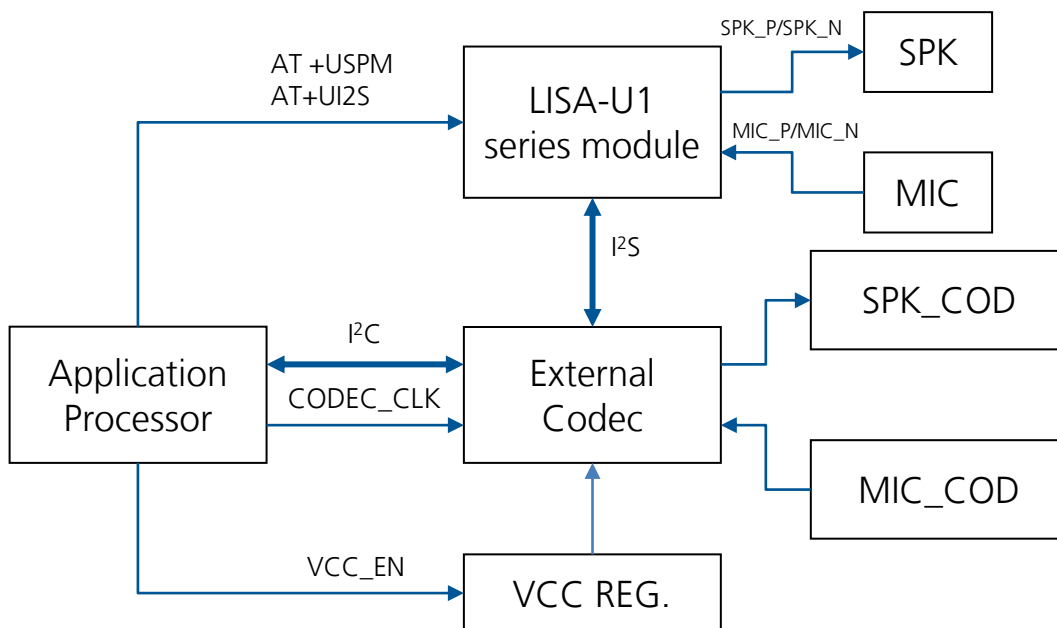 SPK_P/SPK_N
SPK
AT +USPM
AT+UI2S
LISA-U1
series module
MIC_P/MIC_N
MIC
I²S
SPK_COD
Application
Processor
I²C
CODEC_CLK
External
Codec
MIC_COD
VCC_EN
VCC REG.